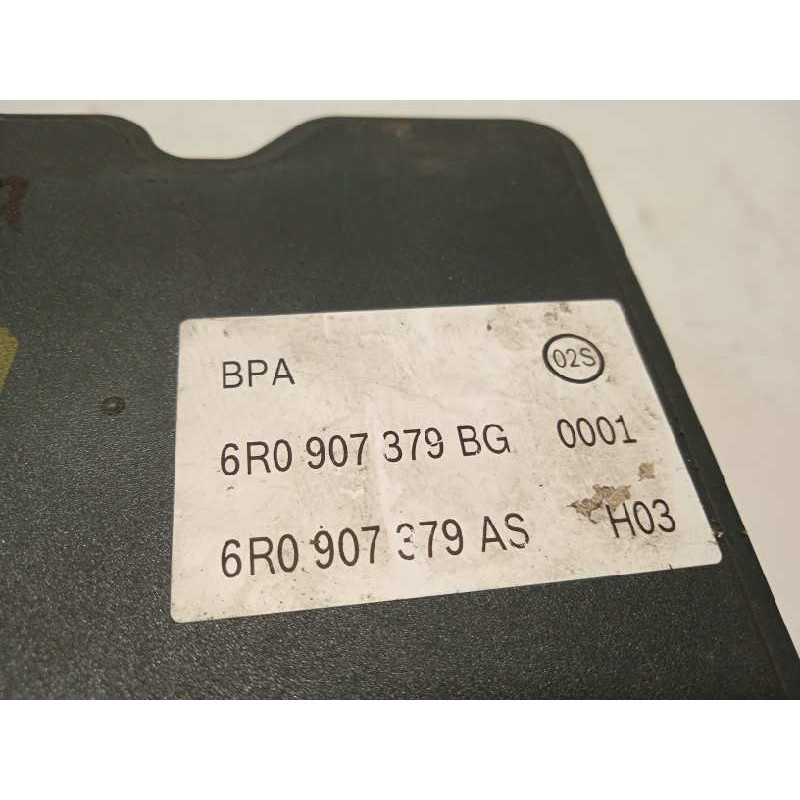 BPA 02S
6R0 907 379 BG 0001
6R0 907 379 AS H03